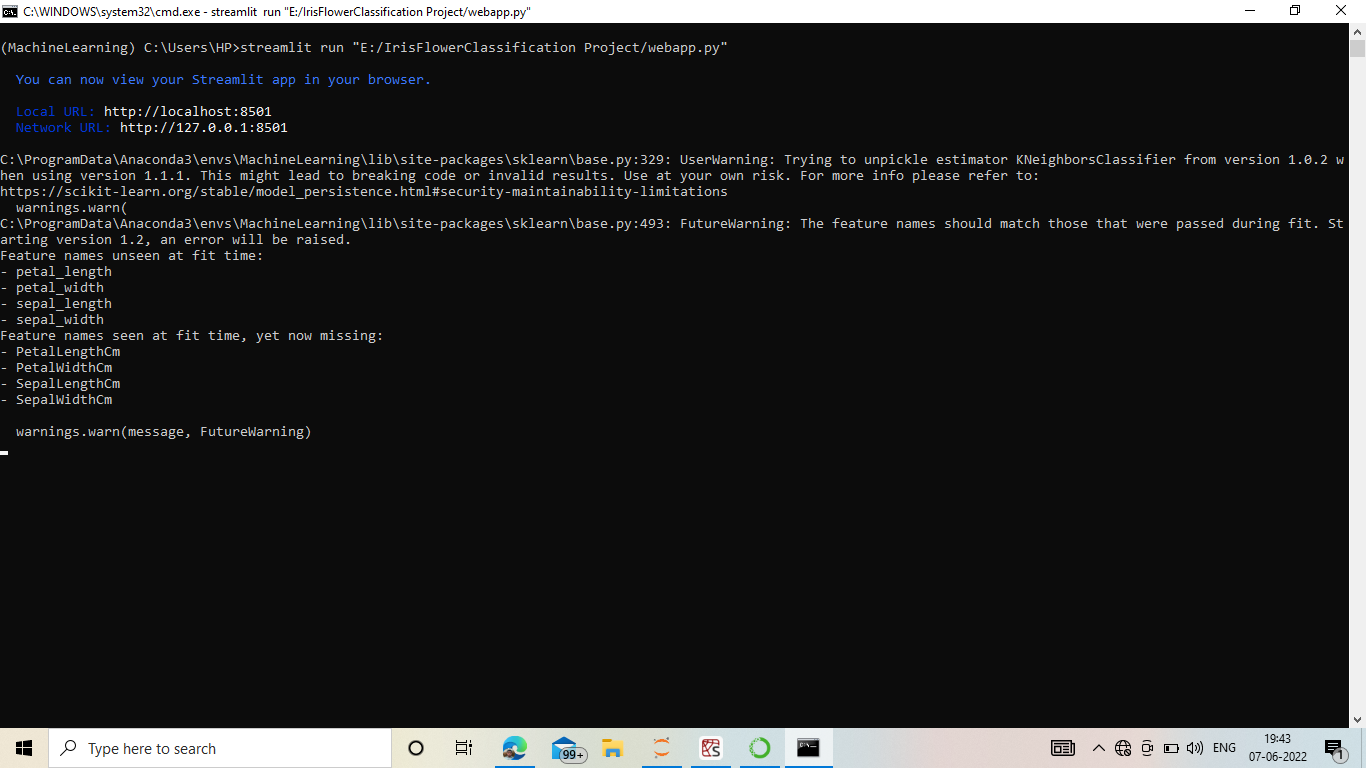 C:\WINDOWS\system32\cmd.exe - streamlit  run "E:/IrisFlowerClassification Project/webapp.py"
(MachineLearning) C:\Users\HP>streamlit run "E:/IrisFlowerClassification Project/webapp.py"
You can now view your Streamlit app in your browser.
Local URL: http://localhost:8501
Network URL: http://127.0.0.1:8501
C:\ProgramData\Anaconda3\envs\MachineLearning\lib\site-packages\sklearn\base.py:329: UserWarning: Trying to unpickle estimator KNeighborsClassifier from version 1.0.2 w
hen using version 1.1.1. This might lead to breaking code or invalid results. Use at your own risk. For more info please refer to:
https://scikit-learn.org/stable/model_persistence.html#security-maintainability-limitations
warnings.warn(
C:\ProgramData\Anaconda3\envs\MachineLearning\lib\site-packages\sklearn\base.py:493: FutureWarning: The feature names should match those that were passed during fit. St
arting version 1.2, an error will be raised.
Feature names unseen at fit time:
- petal_length
- petal_width
- sepal_length
- sepal_width
Feature names seen at fit time, yet now missing:
- PetalLengthCm
- PetalWidthCm
- SepalLengthCm
- SepalWidthCm
warnings.warn(message, FutureWarning)
Type here to search
99+
ENG
19:43
07-06-2022
1